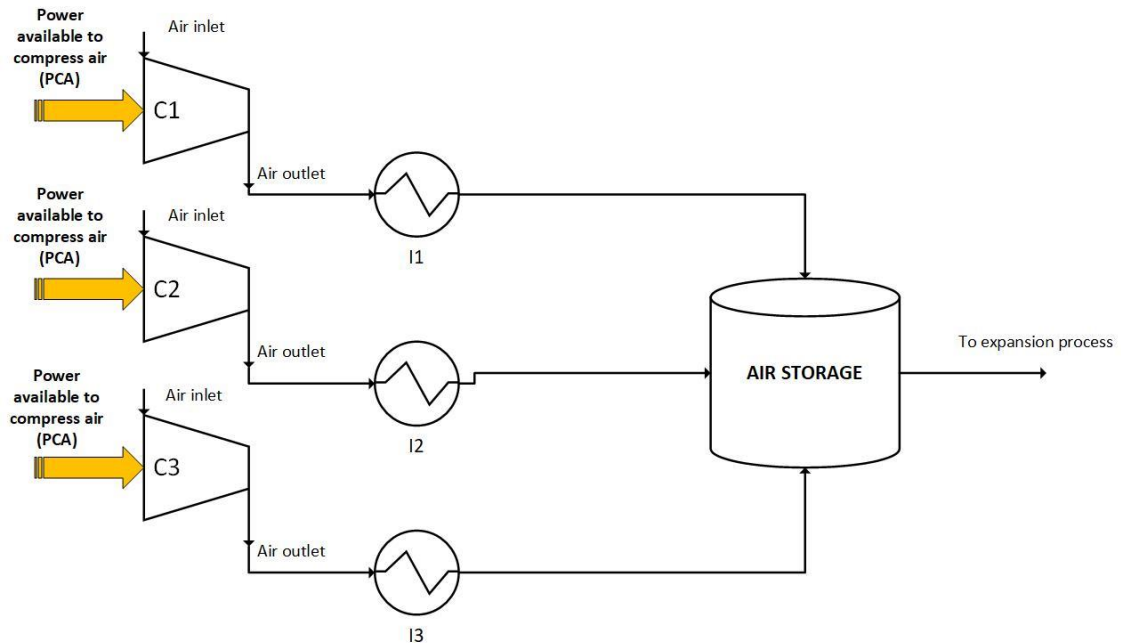 Power
available to
compress air
(PCA)
Air inlet
C1
Air outlet
I1
Power
available to
compress air
(PCA)
Air inlet
C2
Air outlet
I2
Power
available to
compress air
(PCA)
Air inlet
C3
Air outlet
I3
AIR STORAGE
To expansion process